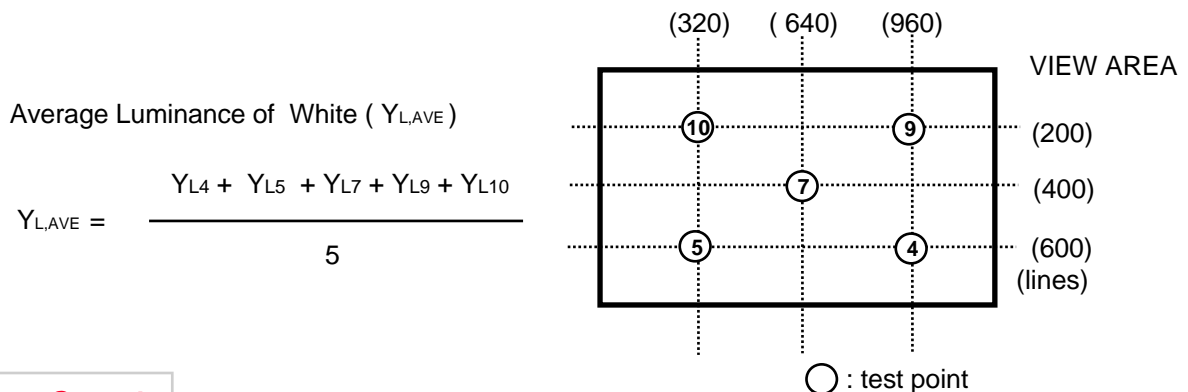 (320) ( 640) (960)
VIEW AREA
Average Luminance of White ( YL,AVE )
10 9 (200)
YL4 + YL5 + YL7 + YL9 + YL10
7 (400)
YL,AVE =
5
5 4 (600)
(lines)
: test point